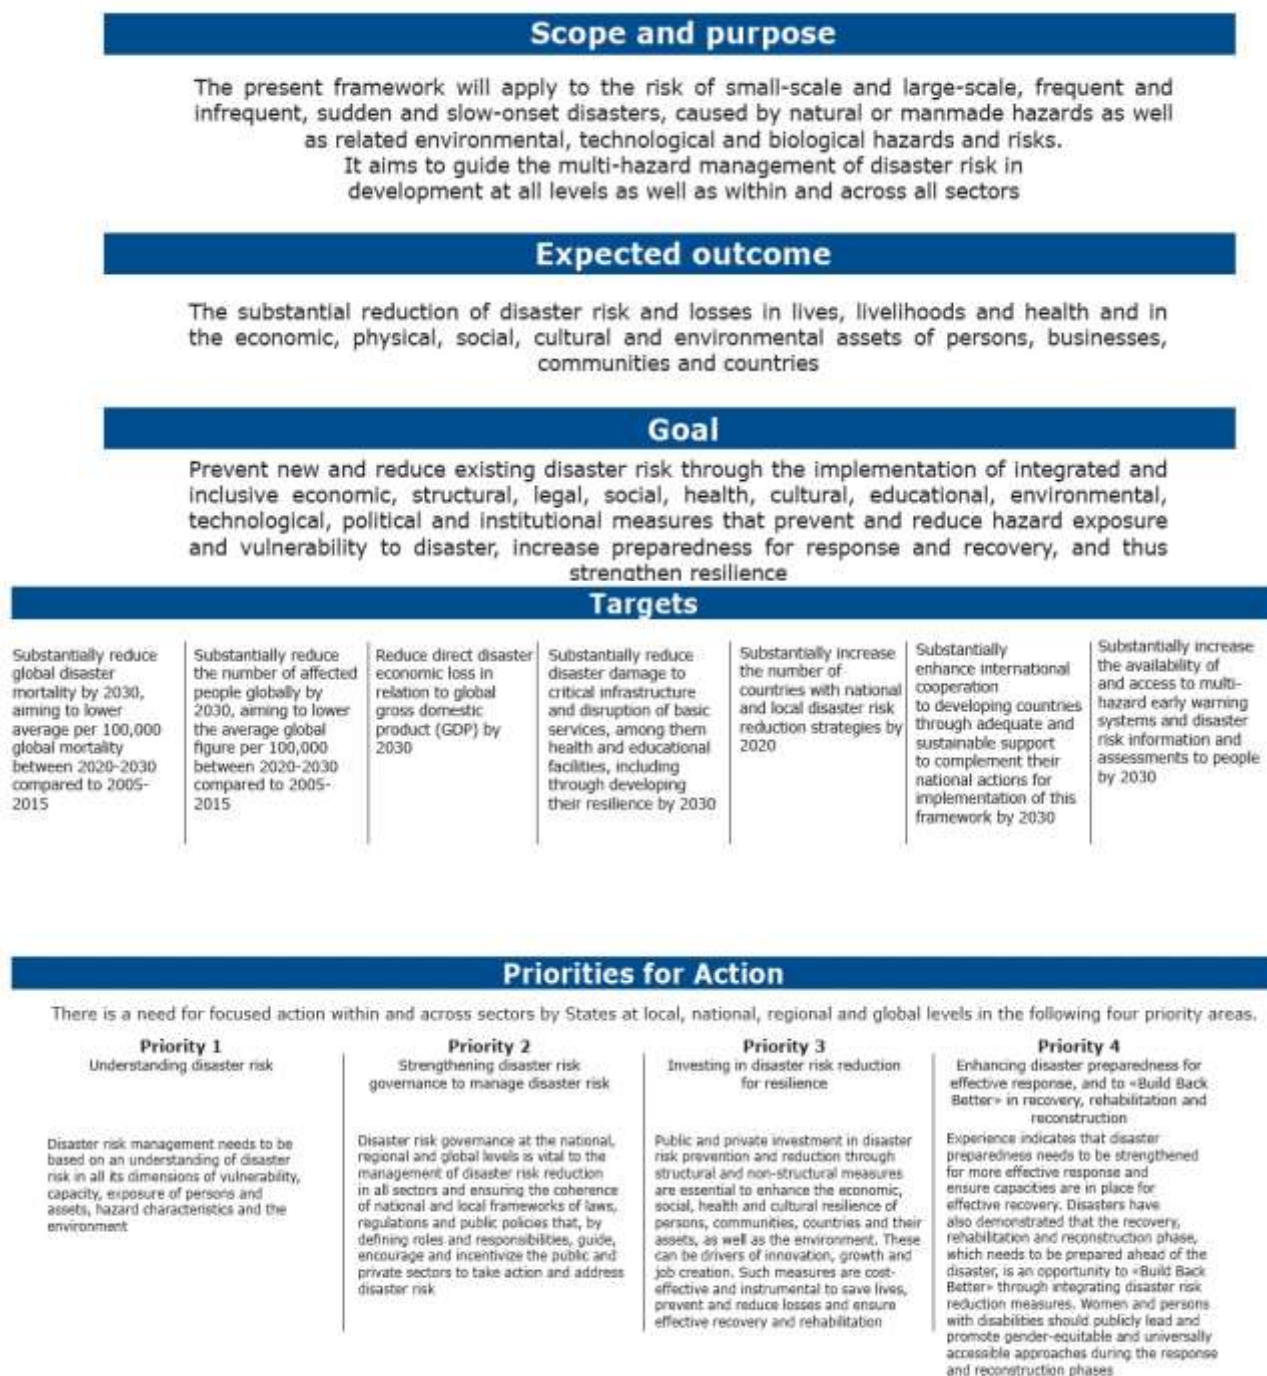 Scope and purpose
The present framework will apply to the risk of small-scale and large-scale, frequent and
infrequent, sudden and slow-onset disasters, caused by natural or manmade hazards as well
as related environmental, technological and biological hazards and risks.
It aims to guide the multi-hazard management of disaster risk in
development at all levels as well as within and across all sectors
Expected outcome
The substantial reduction of disaster risk and losses in lives, livelihoods and health and in
the economic, physical, social, cultural and environmental assets of persons, businesses,
communities and countries
Goal
Prevent new and reduce existing disaster risk through the implementation of integrated and
inclusive economic, structural, legal, social, health, cultural, educational, environmental,
technological, political and institutional measures that prevent and reduce hazard exposure
and vulnerability to disaster, increase preparedness for response and recovery, and thus
strengthen resilience
Targets
Substantially reduce
global disaster
mortality by 2030,
aiming to lower
average per 100,000
global mortality
between 2020-2030
compared to 2005-
2015
Substantially reduce
the number of affected
people globally by
2030, aiming to lower
the average global
figure per 100,000
between 2020-2030
compared to 2005-
2015
Reduce direct disaster
economic loss in
relation to global
gross domestic
product (GDP) by
2030
Substantially reduce
disaster damage to
critical infrastructure
and disruption of basic
services, among them
health and educational
facilities, including
through developing
their resilience by 2030
Substantially increase
the number of
countries with national
and local disaster risk
reduction strategies by
2020
Substantially
enhance international
cooperation
to developing countries
through adequate and
sustainable support
to complement their
national actions for
implementation of this
framework by 2030
Substantially increase
the availability of
and access to multi-
hazard early warning
systems and disaster
risk information and
assessments to people
by 2030
Priorities for Action
There is a need for focused action within and across sectors by States at local, national, regional and global levels in the following four priority areas.
Priority 1
Understanding disaster risk
Disaster risk management needs to be
based on an understanding of disaster
risk in all its dimensions of vulnerability,
capacity, exposure of persons and
assets, hazard characteristics and the
environment
Priority 2
Strengthening disaster risk
governance to manage disaster risk
Disaster risk governance at the national,
regional and global levels is vital to the
management of disaster risk reduction
in all sectors and ensuring the coherence
of national and local frameworks of laws,
regulations and public policies that, by
defining roles and responsibilities, guide,
encourage and incentivize the public and
private sectors to take action and address
disaster risk
Priority 3
Investing in disaster risk reduction
for resilience
Public and private investment in disaster
risk prevention and reduction through
structural and non-structural measures
are essential to enhance the economic,
social, health and cultural resilience of
persons, communities, countries and their
assets, as well as the environment. These
can be drivers of innovation, growth and
job creation. Such measures are cost-
effective and instrumental to save lives,
prevent and reduce losses and ensure
effective recovery and rehabilitation
Priority 4
Enhancing disaster preparedness for
effective response, and to «Build Back
Better» in recovery, rehabilitation and
reconstruction
Experience indicates that disaster
preparedness needs to be strengthened
for more effective response and
ensure capacities are in place for
effective recovery. Disasters have
also demonstrated that the recovery,
rehabilitation and reconstruction phase,
which needs to be prepared ahead of the
disaster, is an opportunity to «Build Back
Better» through integrating disaster risk
reduction measures. Women and persons
with disabilities should publicly lead and
promote gender-equitable and universally
accessible approaches during the response
and reconstruction phases